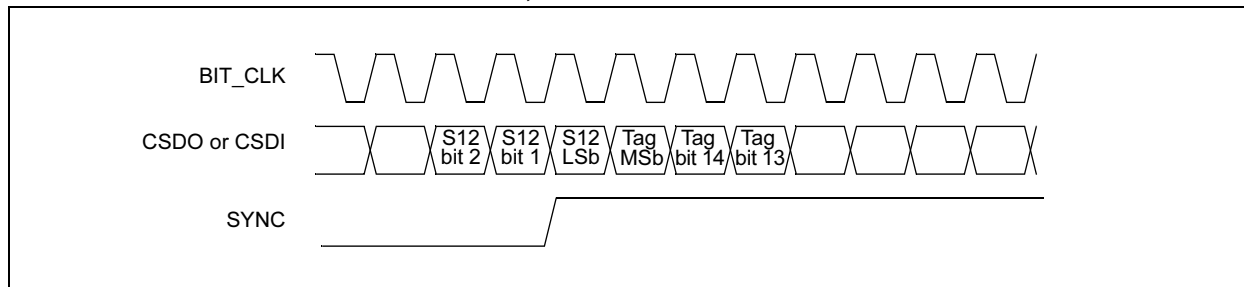 BIT_CLK
CSDO or CSDI
S12 bit 2
S12 bit 1
S12 LSb
Tag MSb
Tag bit 14
Tag bit 13
SYNC